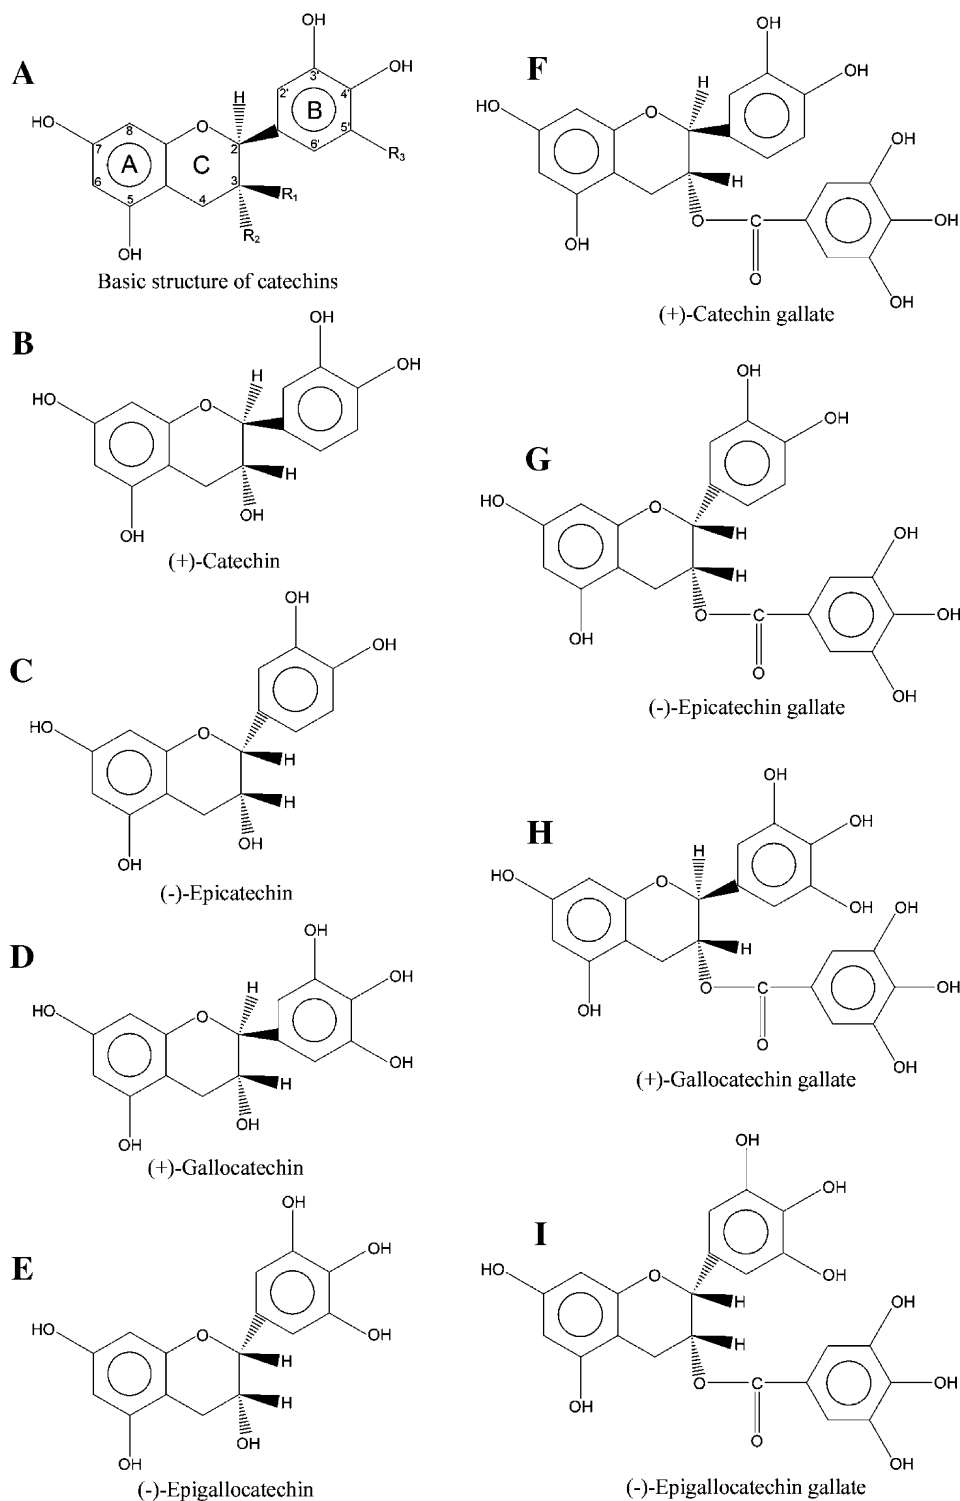 A
OH
3'
OH
H
2'
4'
B
HO
8
O
5'
7
2
6'
R3
A
C
6
3
R1
5
4
R2
OH
Basic structure of catechins
B
OH
OH
H
HO
O
H
OH
OH
(+)-Catechin
C
OH
OH
HO
O
H
H
OH
OH
(-)-Epicatechin
D
OH
OH
H
HO
O
OH
H
OH
OH
(+)-Gallocatechin
E
OH
OH
HO
O
OH
H
H
OH
OH
(-)-Epigallocatechin
F
OH
OH
H
HO
O
OH
H
O
C
OH
OH
O
OH
(+)-Catechin gallate
G
OH
OH
HO
O
H
OH
H
O
C
OH
OH
O
OH
(-)-Epicatechin gallate
H
OH
OH
H
HO
O
OH
OH
H
O
C
OH
OH
O
OH
(+)-Gallocatechin gallate
I
OH
OH
HO
O
OH
H
OH
H
O
C
OH
OH
O
OH
(-)-Epigallocatechin gallate